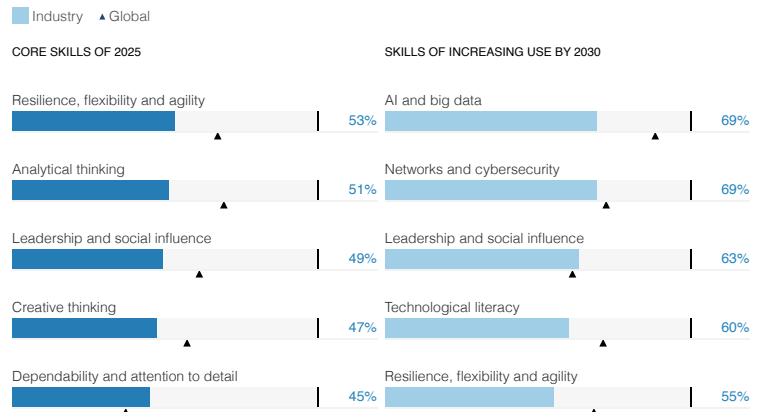 Industry ▲ Global
CORE SKILLS OF 2025
Resilience, flexibility and agility
53%
Analytical thinking
51%
Leadership and social influence
49%
Creative thinking
47%
Dependability and attention to detail
45%
SKILLS OF INCREASING USE BY 2030
AI and big data
69%
Networks and cybersecurity
69%
Leadership and social influence
63%
Technological literacy
60%
Resilience, flexibility and agility
55%